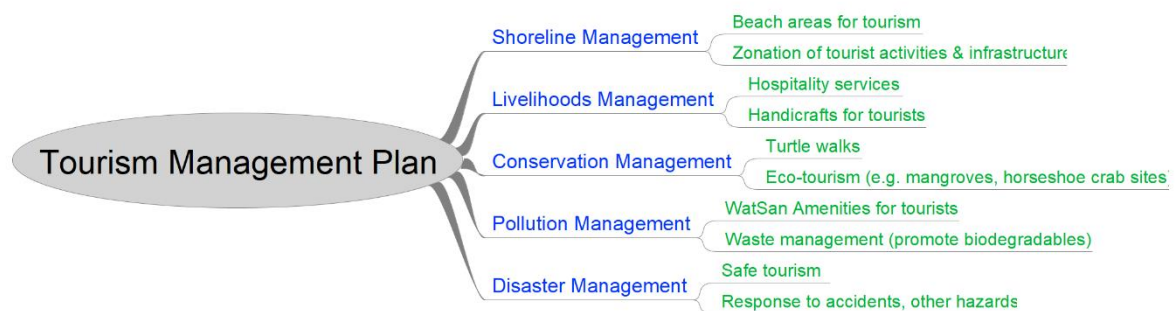 Tourism Management Plan
Shoreline Management
Beach areas for tourism
Zonation of tourist activities & infrastructure
Livelihoods Management
Hospitality services
Handicrafts for tourists
Conservation Management
Turtle walks
Eco-tourism (e.g. mangroves, horseshoe crab sites)
Pollution Management
WatSan Amenities for tourists
Waste management (promote biodegradables)
Disaster Management
Safe tourism
Response to accidents, other hazards